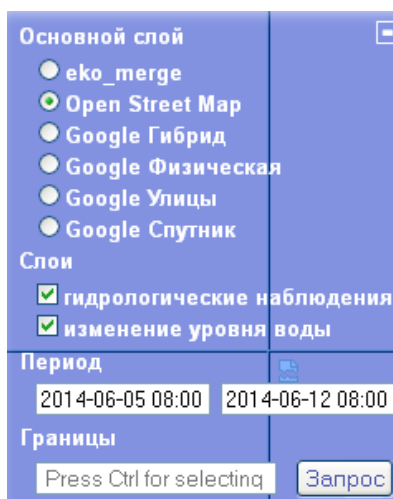 Основной слой
eko_merge
Open Street Map
Google Гибрид
Google Физическая
Google Улицы
Google Спутник
Слои
гидрологические наблюдения
изменение уровня воды
Период
2014-06-05 08:00 2014-06-12 08:00
Границы
Press Ctrl for selecting Запрос